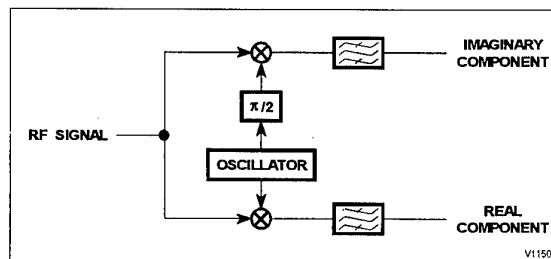 IMAGINARY
COMPONENT
π/2
RF SIGNAL
OSCILLATOR
REAL
COMPONENT
V1150